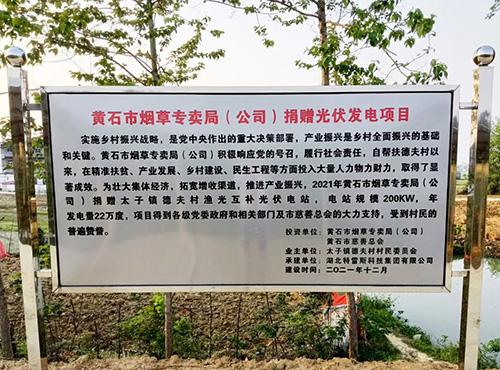 黄石市烟草专卖局（公司）捐赠光伏发电项目
实施乡村振兴战略，是党中央作出的重大决策部署，产业振兴是乡村全面振兴的基础
和关键。黄石市烟草专卖局（公司）积极响应党的号召，履行社会责任，自帮扶德夫村以
来，在精准扶贫、产业发展、乡村建设、民生工程等方面投入大量人力物力财力，取得了显
著成效。为壮大集体经济，拓宽增收渠道，推进产业振兴，2021年黄石市烟草专卖局（公
司）捐赠太子镇德夫村渔光互补光伏电站，电站规模200KW，年
发电量22万度，项目得到各级党委政府和相关部门及市慈善总会的大力支持，受到村民的
普遍赞誉。
投资单位：黄石市烟草专卖局（公司）
黄石市慈善总会
业主单位：太子镇德夫村村民委员会
承建单位：湖北特雷斯科技集团有限公司
建设时间：二〇二一年十二月